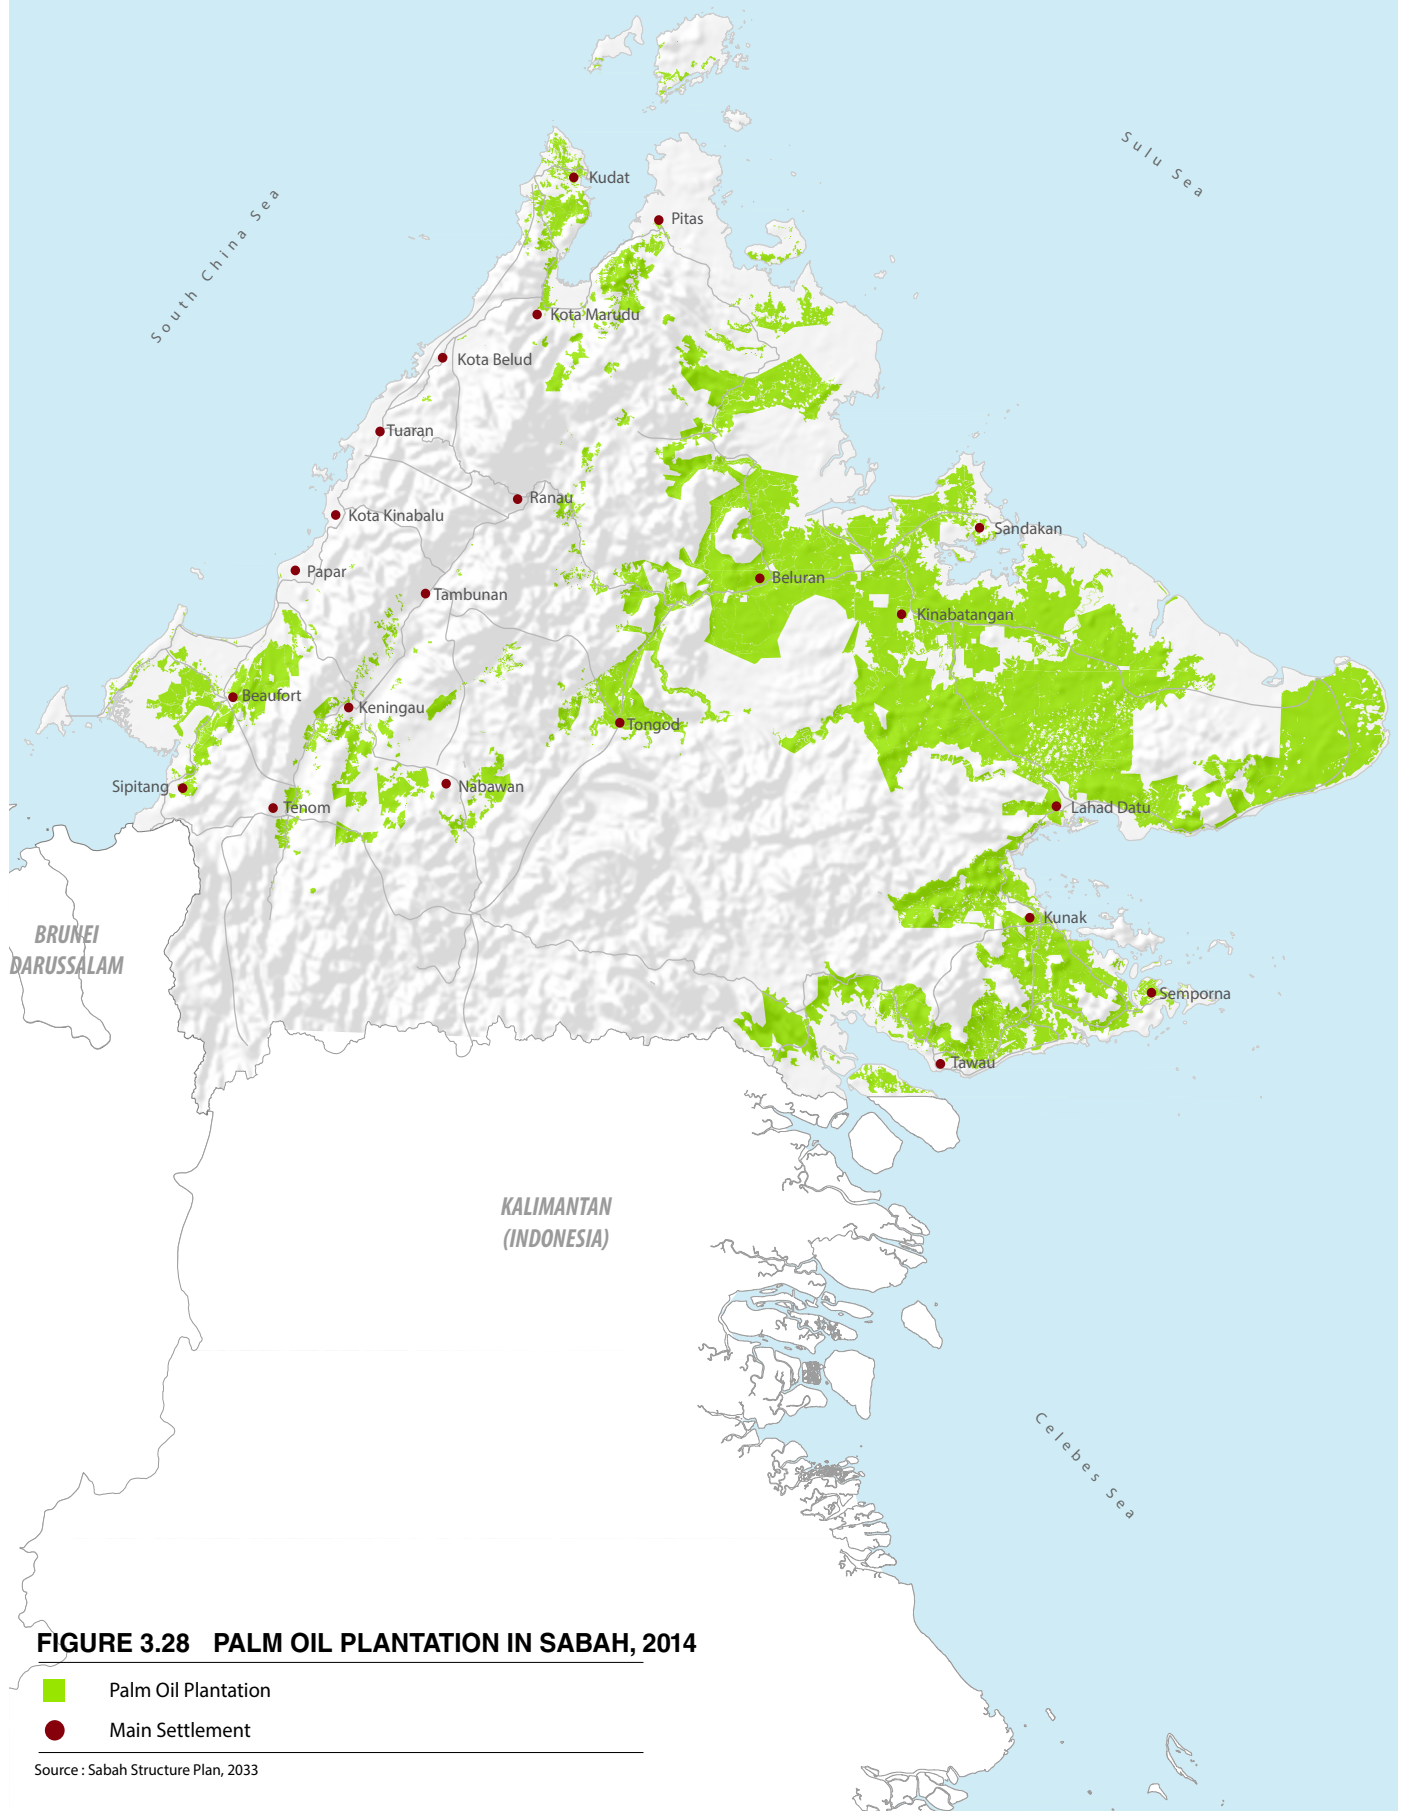 Sulu Sea
Kudat
South China Sea
Pitas
Kota Marudu
Kota Belud
Tuaran
Ranau
Kota Kinabalu
Sandakan
Papar
Beluran
Tambunan
Kinabatangan
Beaufort
Keningau
Tongod
Sipitang
Nabawan
Tenom
Lahad Datu
Kunak
BRUNEI
DARUSSALAM
Semporna
Tawau
KALIMANTAN
(INDONESIA)
Celebes Sea
FIGURE 3.28 PALM OIL PLANTATION IN SABAH, 2014
Palm Oil Plantation
Main Settlement
Source : Sabah Structure Plan, 2033